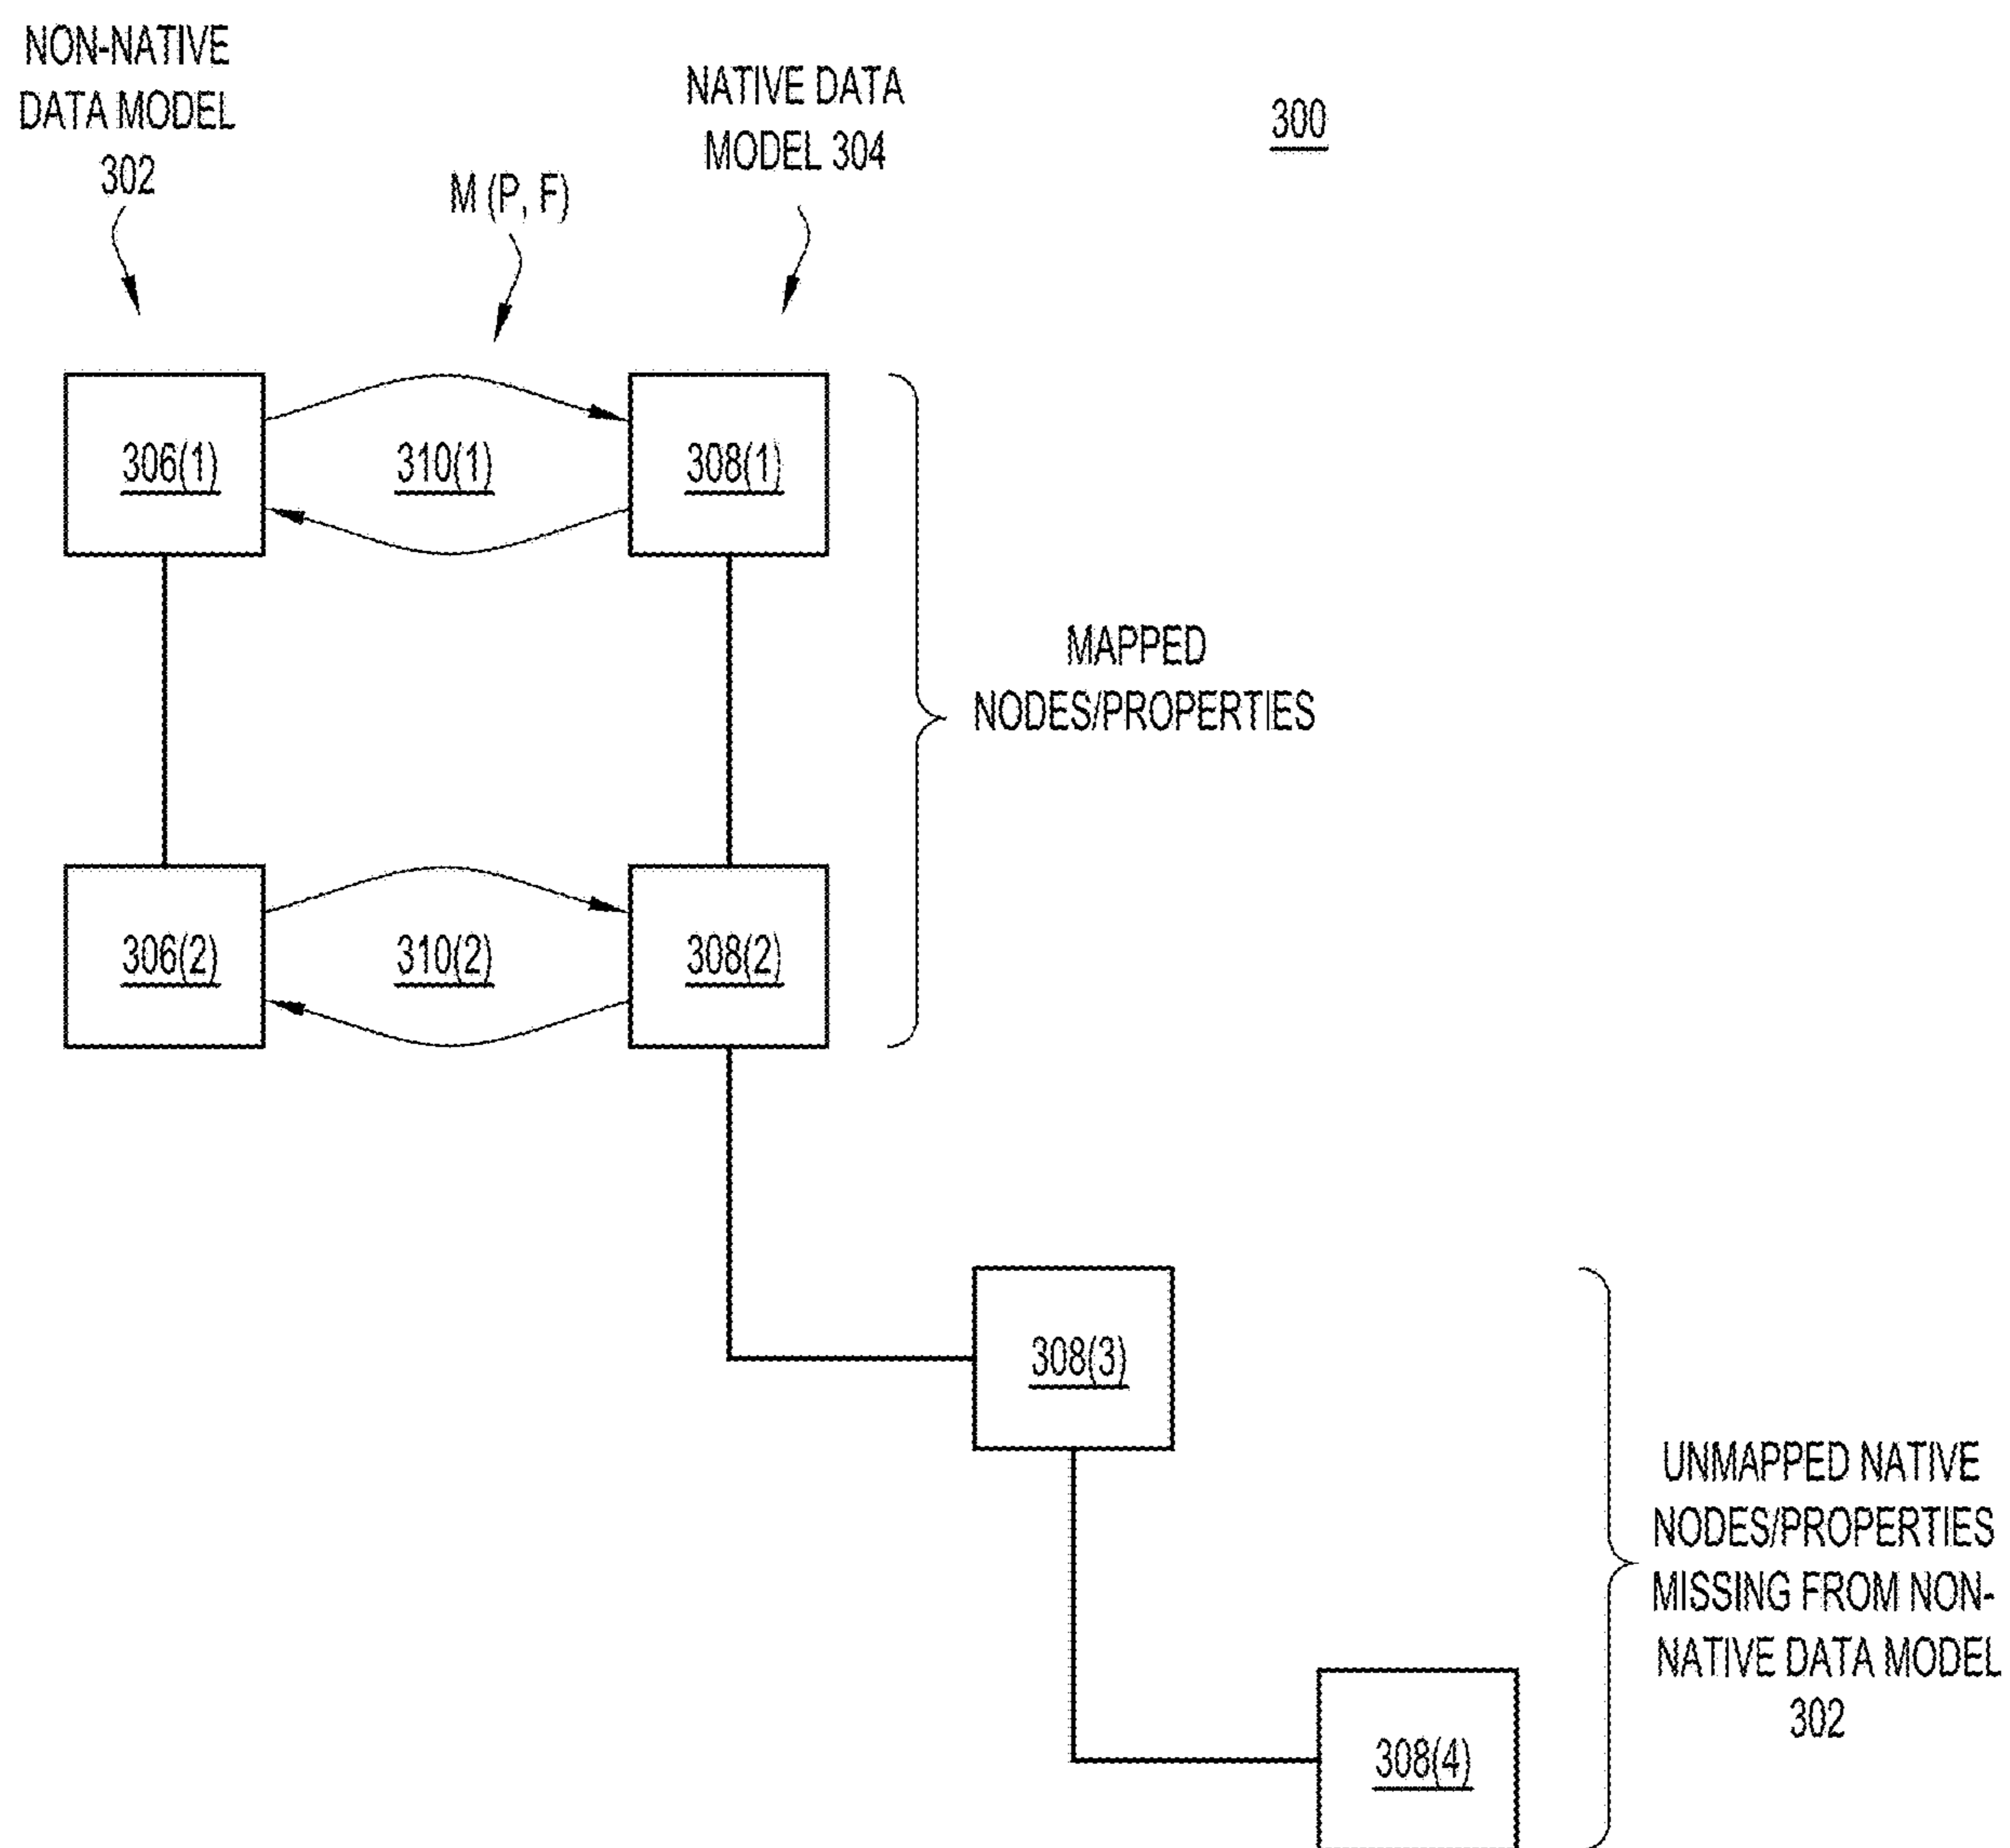 NON-NATIVE
DATA MODEL
302
NATIVE DATA
MODEL 304
300
M (P, F)
306(1)
310(1)
308(1)
MAPPED
NODES/PROPERTIES
306(2)
310(2)
308(2)
308(3)
UNMAPPED NATIVE
NODES/PROPERTIES
MISSING FROM NON-
NATIVE DATA MODEL
302
308(4)